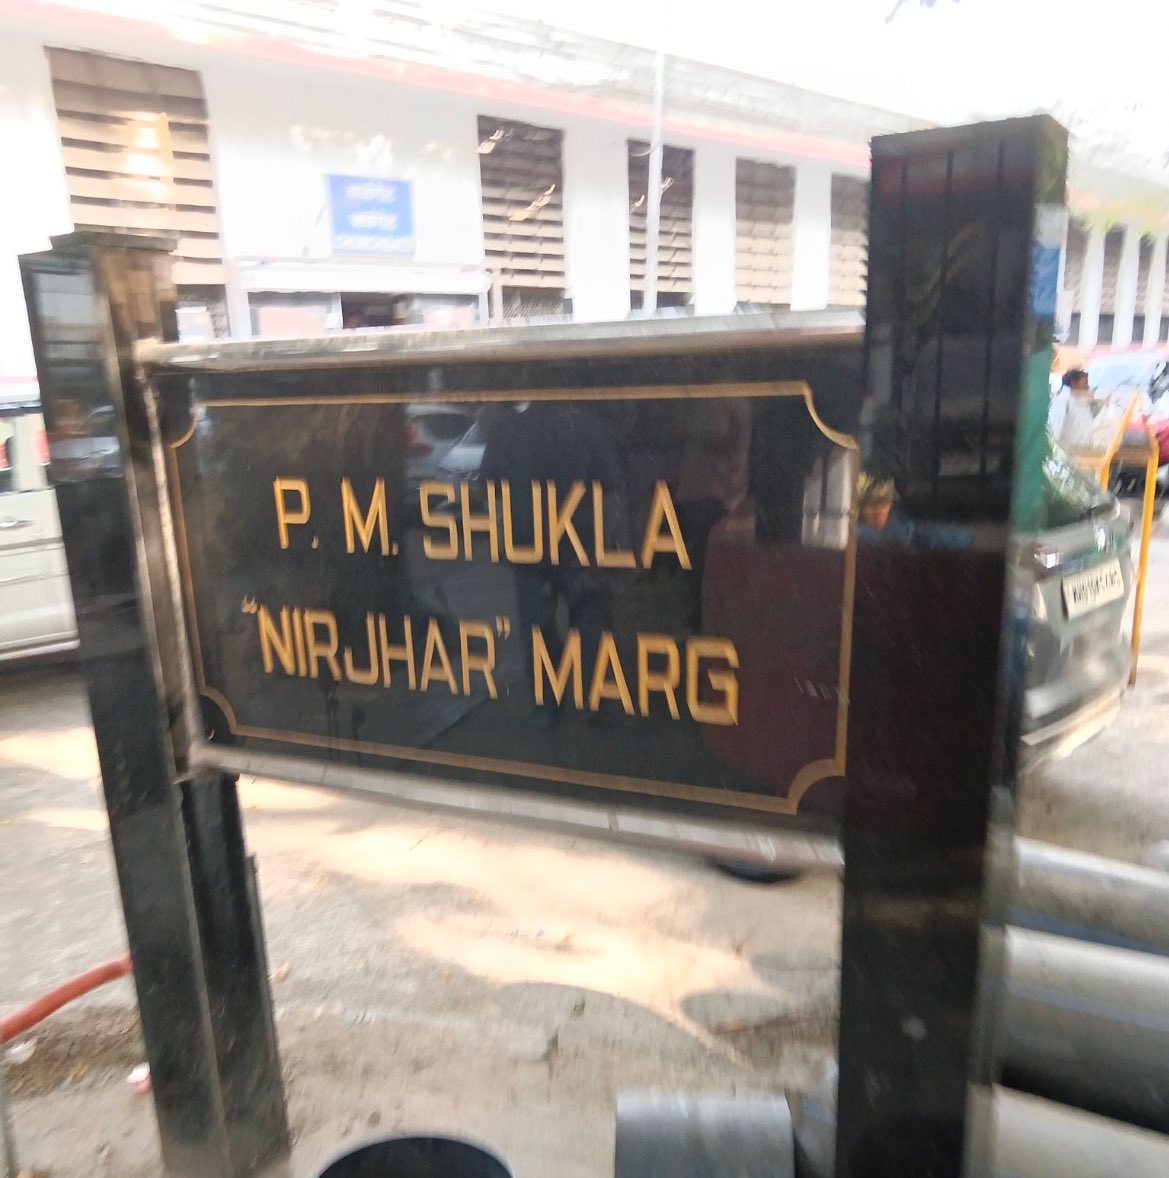 P. M. SHUKLA
"NIRJHAR" MARG